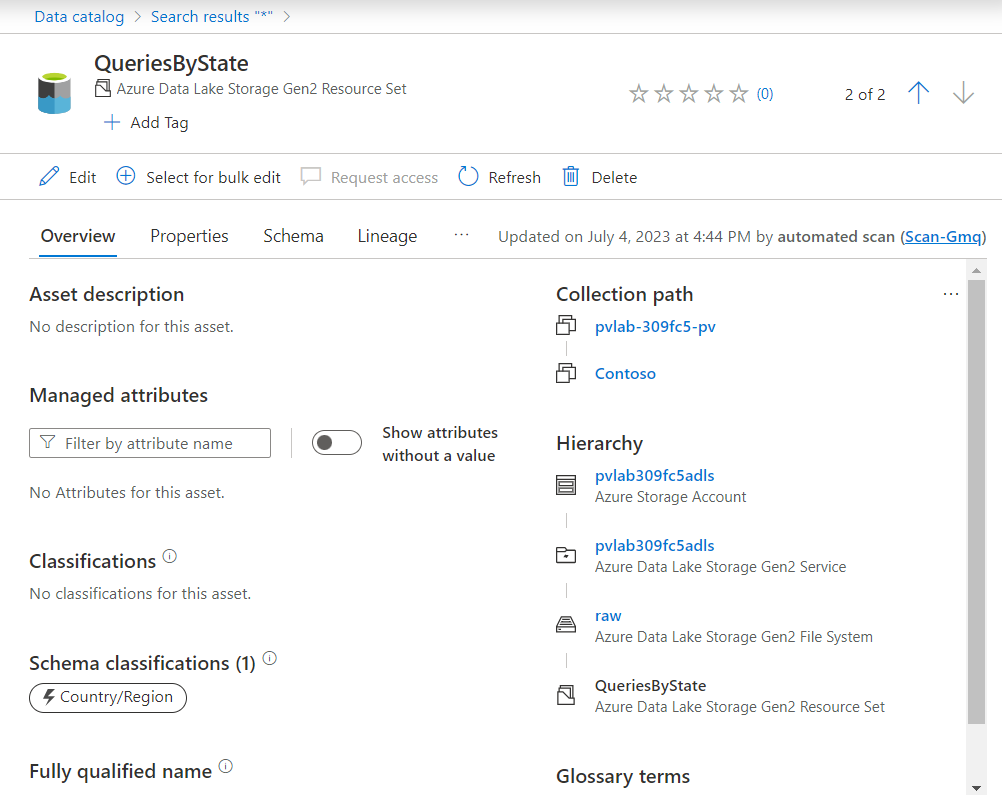 Data catalog > Search results "*" >
QueriesByState
Azure Data Lake Storage Gen2 Resource Set
(0)
2 of 2
+ Add Tag
Edit
Select for bulk edit
Request access
Refresh
Delete
Overview
Properties
Schema
Lineage
···
Updated on July 4, 2023 at 4:44 PM by automated scan (Scan-Gmq)
Asset description
No description for this asset.
Managed attributes
Filter by attribute name
Show attributes
without a value
No Attributes for this asset.
Classifications
No classifications for this asset.
Schema classifications (1)
Country/Region
Fully qualified name
Collection path
···
pvlab-309fc5-pv
Contoso
Hierarchy
pvlab309fc5adls
Azure Storage Account
pvlab309fc5adls
Azure Data Lake Storage Gen2 Service
raw
Azure Data Lake Storage Gen2 File System
QueriesByState
Azure Data Lake Storage Gen2 Resource Set
Glossary terms